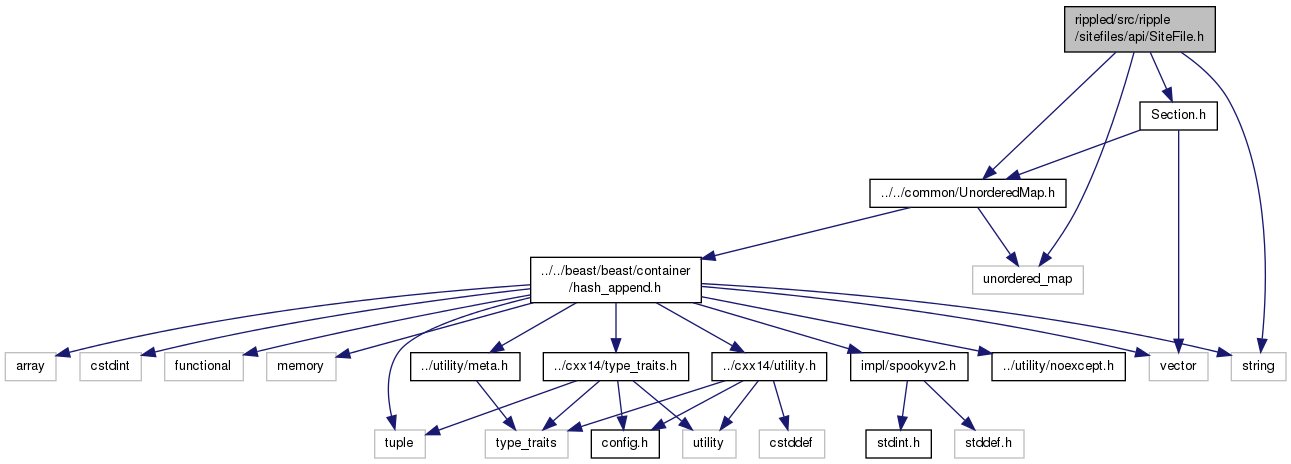 rippled/src/ripple
/sitefiles/api/SiteFile.h
Section.h
../../common/UnorderedMap.h
../../beast/beast/container
/hash_append.h
unordered_map
array
cstdint
functional
memory
../utility/meta.h
../cxx14/type_traits.h
../cxx14/utility.h
impl/spookyv2.h
../utility/noexcept.h
vector
string
tuple
type_traits
config.h
utility
cstddef
stdint.h
stddef.h